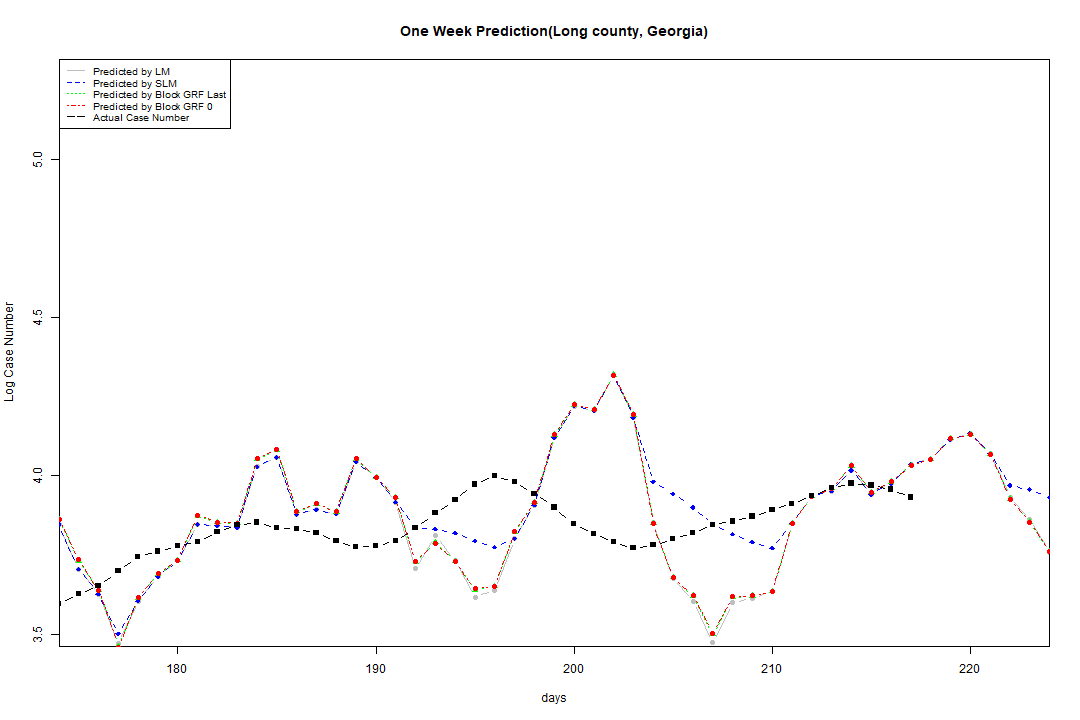 One Week Prediction(Long county, Georgia)
Predicted by LM
Predicted by SLM
Predicted by Block GRF Last
Predicted by Block GRF 0
Actual Case Number
Log Case Number
5.0
4.5
4.0
3.5
180 190 200 210 220
days